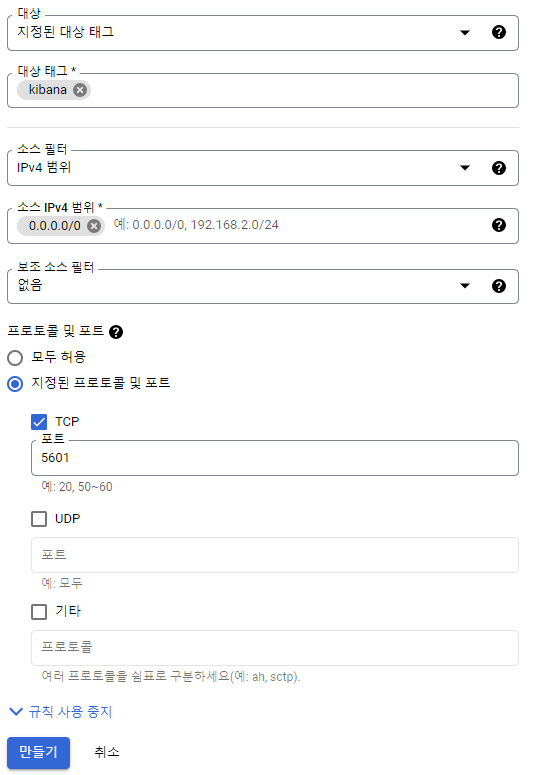 대상
지정된 대상 태그
대상 태그 *
kibana
소스 필터
IPv4 범위
소스 IPv4 범위 *
0.0.0.0/0 예: 0.0.0.0/0, 192.168.2.0/24
보조 소스 필터
없음
프로토콜 및 포트
모두 허용
지정된 프로토콜 및 포트
TCP
포트
5601
예: 20, 50~60
UDP
포트
예: 모두
기타
프로토콜
여러 프로토콜을 쉼표로 구분하세요(예: ah, sctp).
규칙 사용 중지
만들기 취소